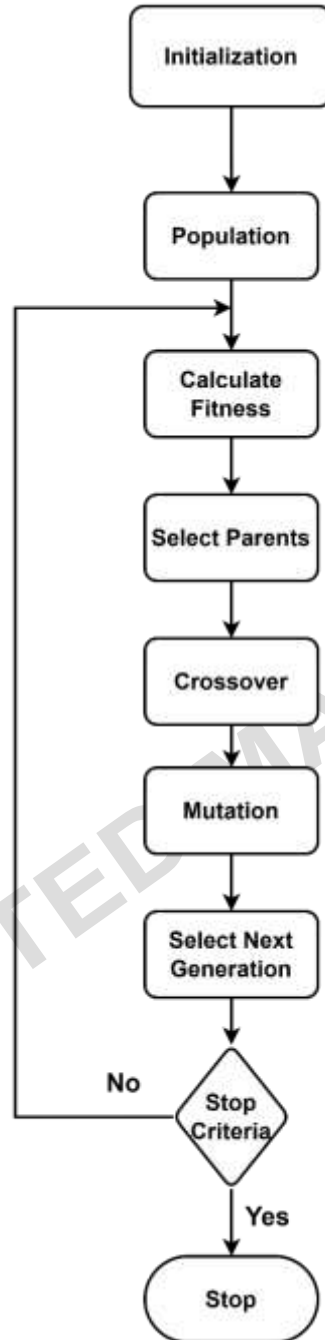 Initialization
Population
Calculate
Fitness
Select Parents
Crossover
Mutation
Select Next
Generation
No
Stop
Criteria
Yes
Stop